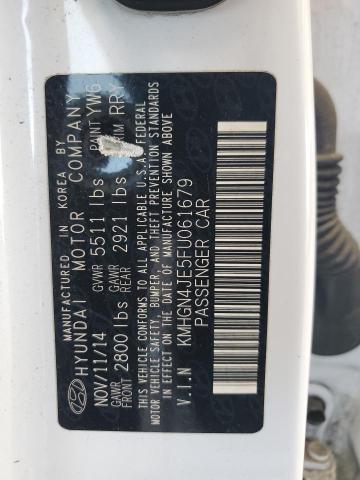 MANUFACTURED IN KOREA BY
HYUNDAI MOTOR COMPANY
NOV/11/14 GVWR 5511 lbs PAINT YW6
GAWR FRONT 2800 lbs GAWR REAR 2921 lbs TRIM RRY
THIS VEHICLE CONFORMS TO ALL APPLICABLE U.S.A. FEDERAL
MOTOR VEHICLE SAFETY, BUMPER, AND THEFT PREVENTION STANDARDS
IN EFFECT ON THE DATE OF MANUFACTURE SHOWN ABOVE
V.I.N KMHGN4JE5FU061679
PASSENGER CAR